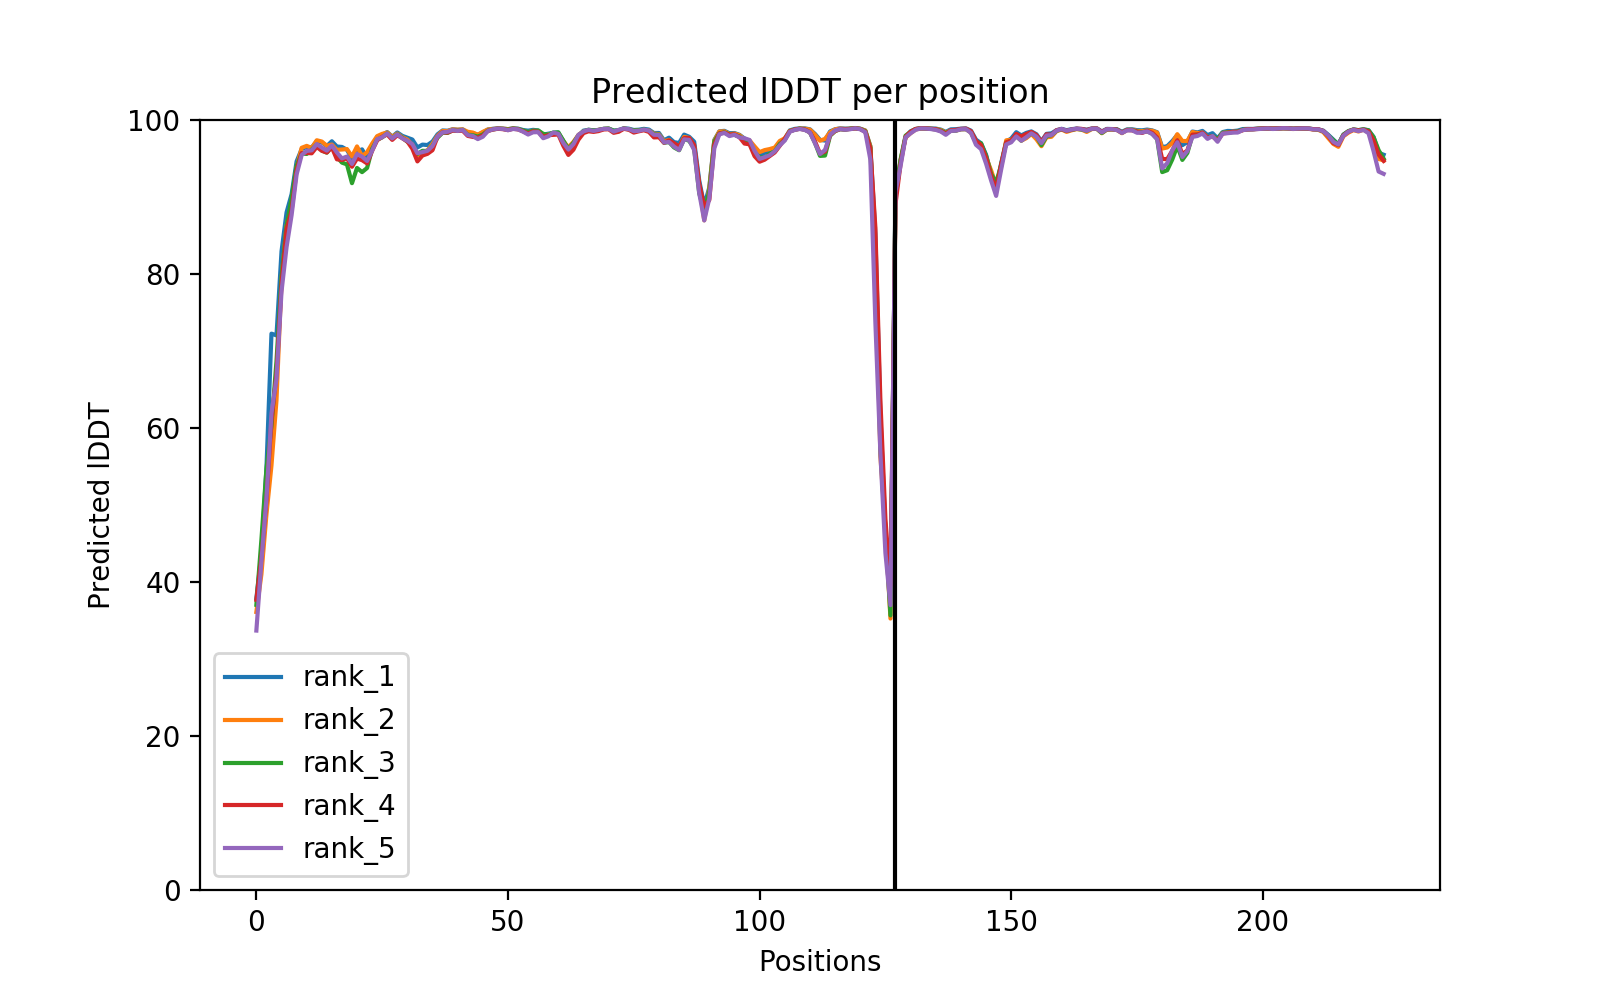 Predicted lDDT per position
100
80
60
40
20
0
Predicted lDDT
rank_1
rank_2
rank_3
rank_4
rank_5
0 50 100 150 200
Positions